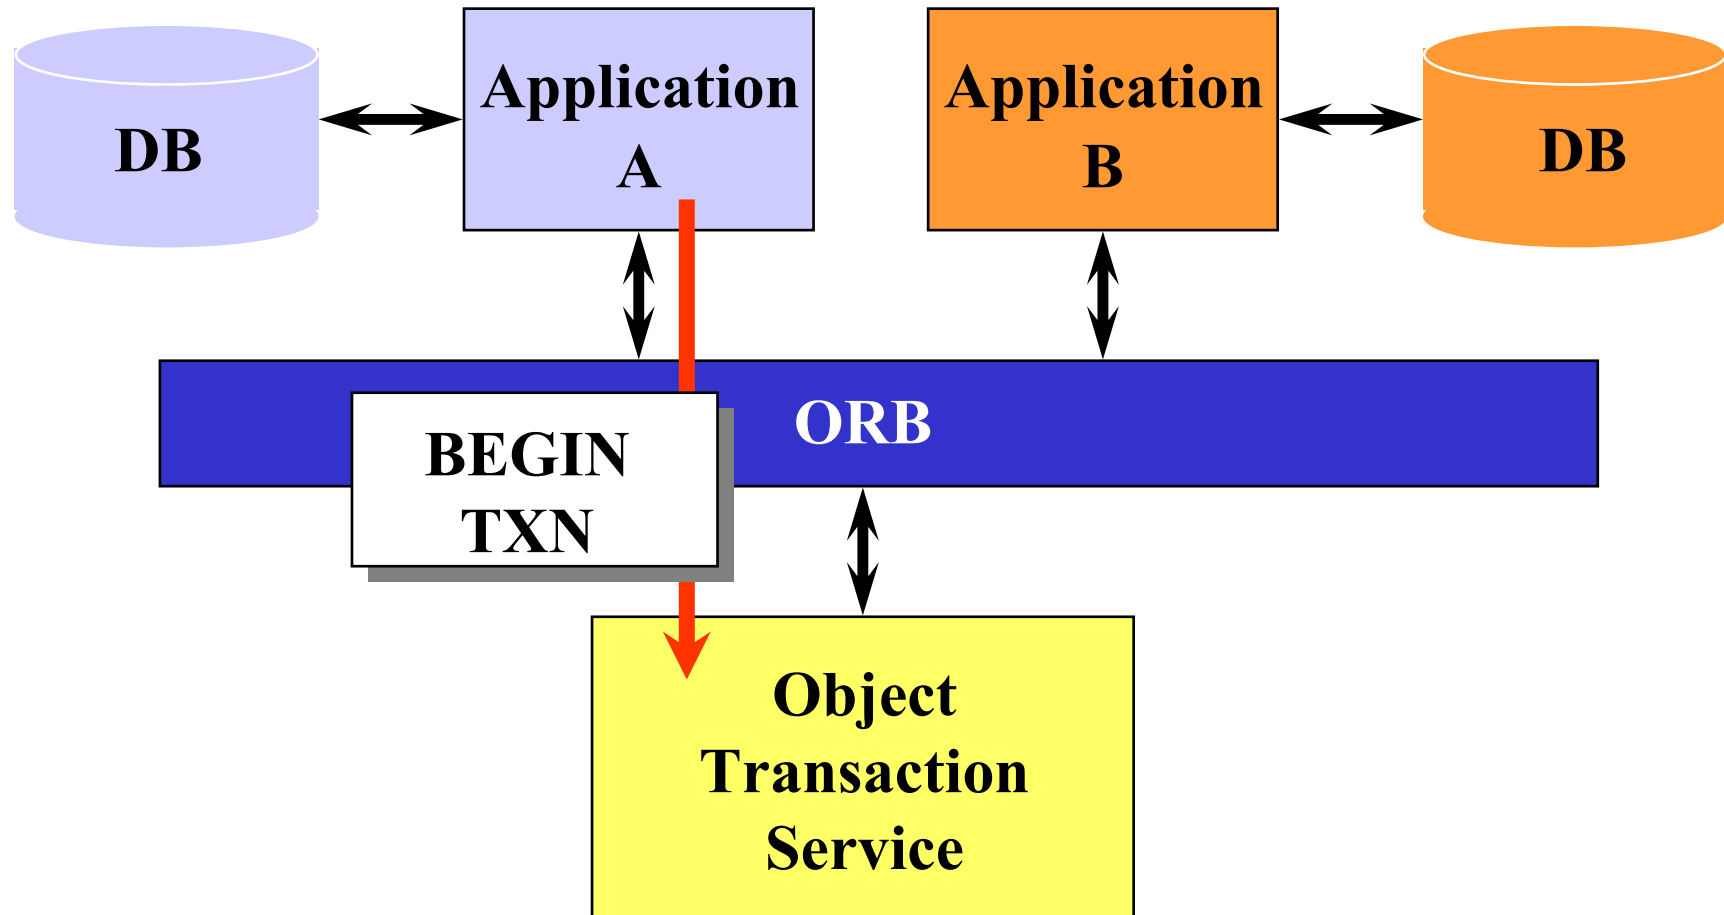 DB
Application
A
Application
B
DB
ORB
BEGIN
TXN
Object
Transaction
Service